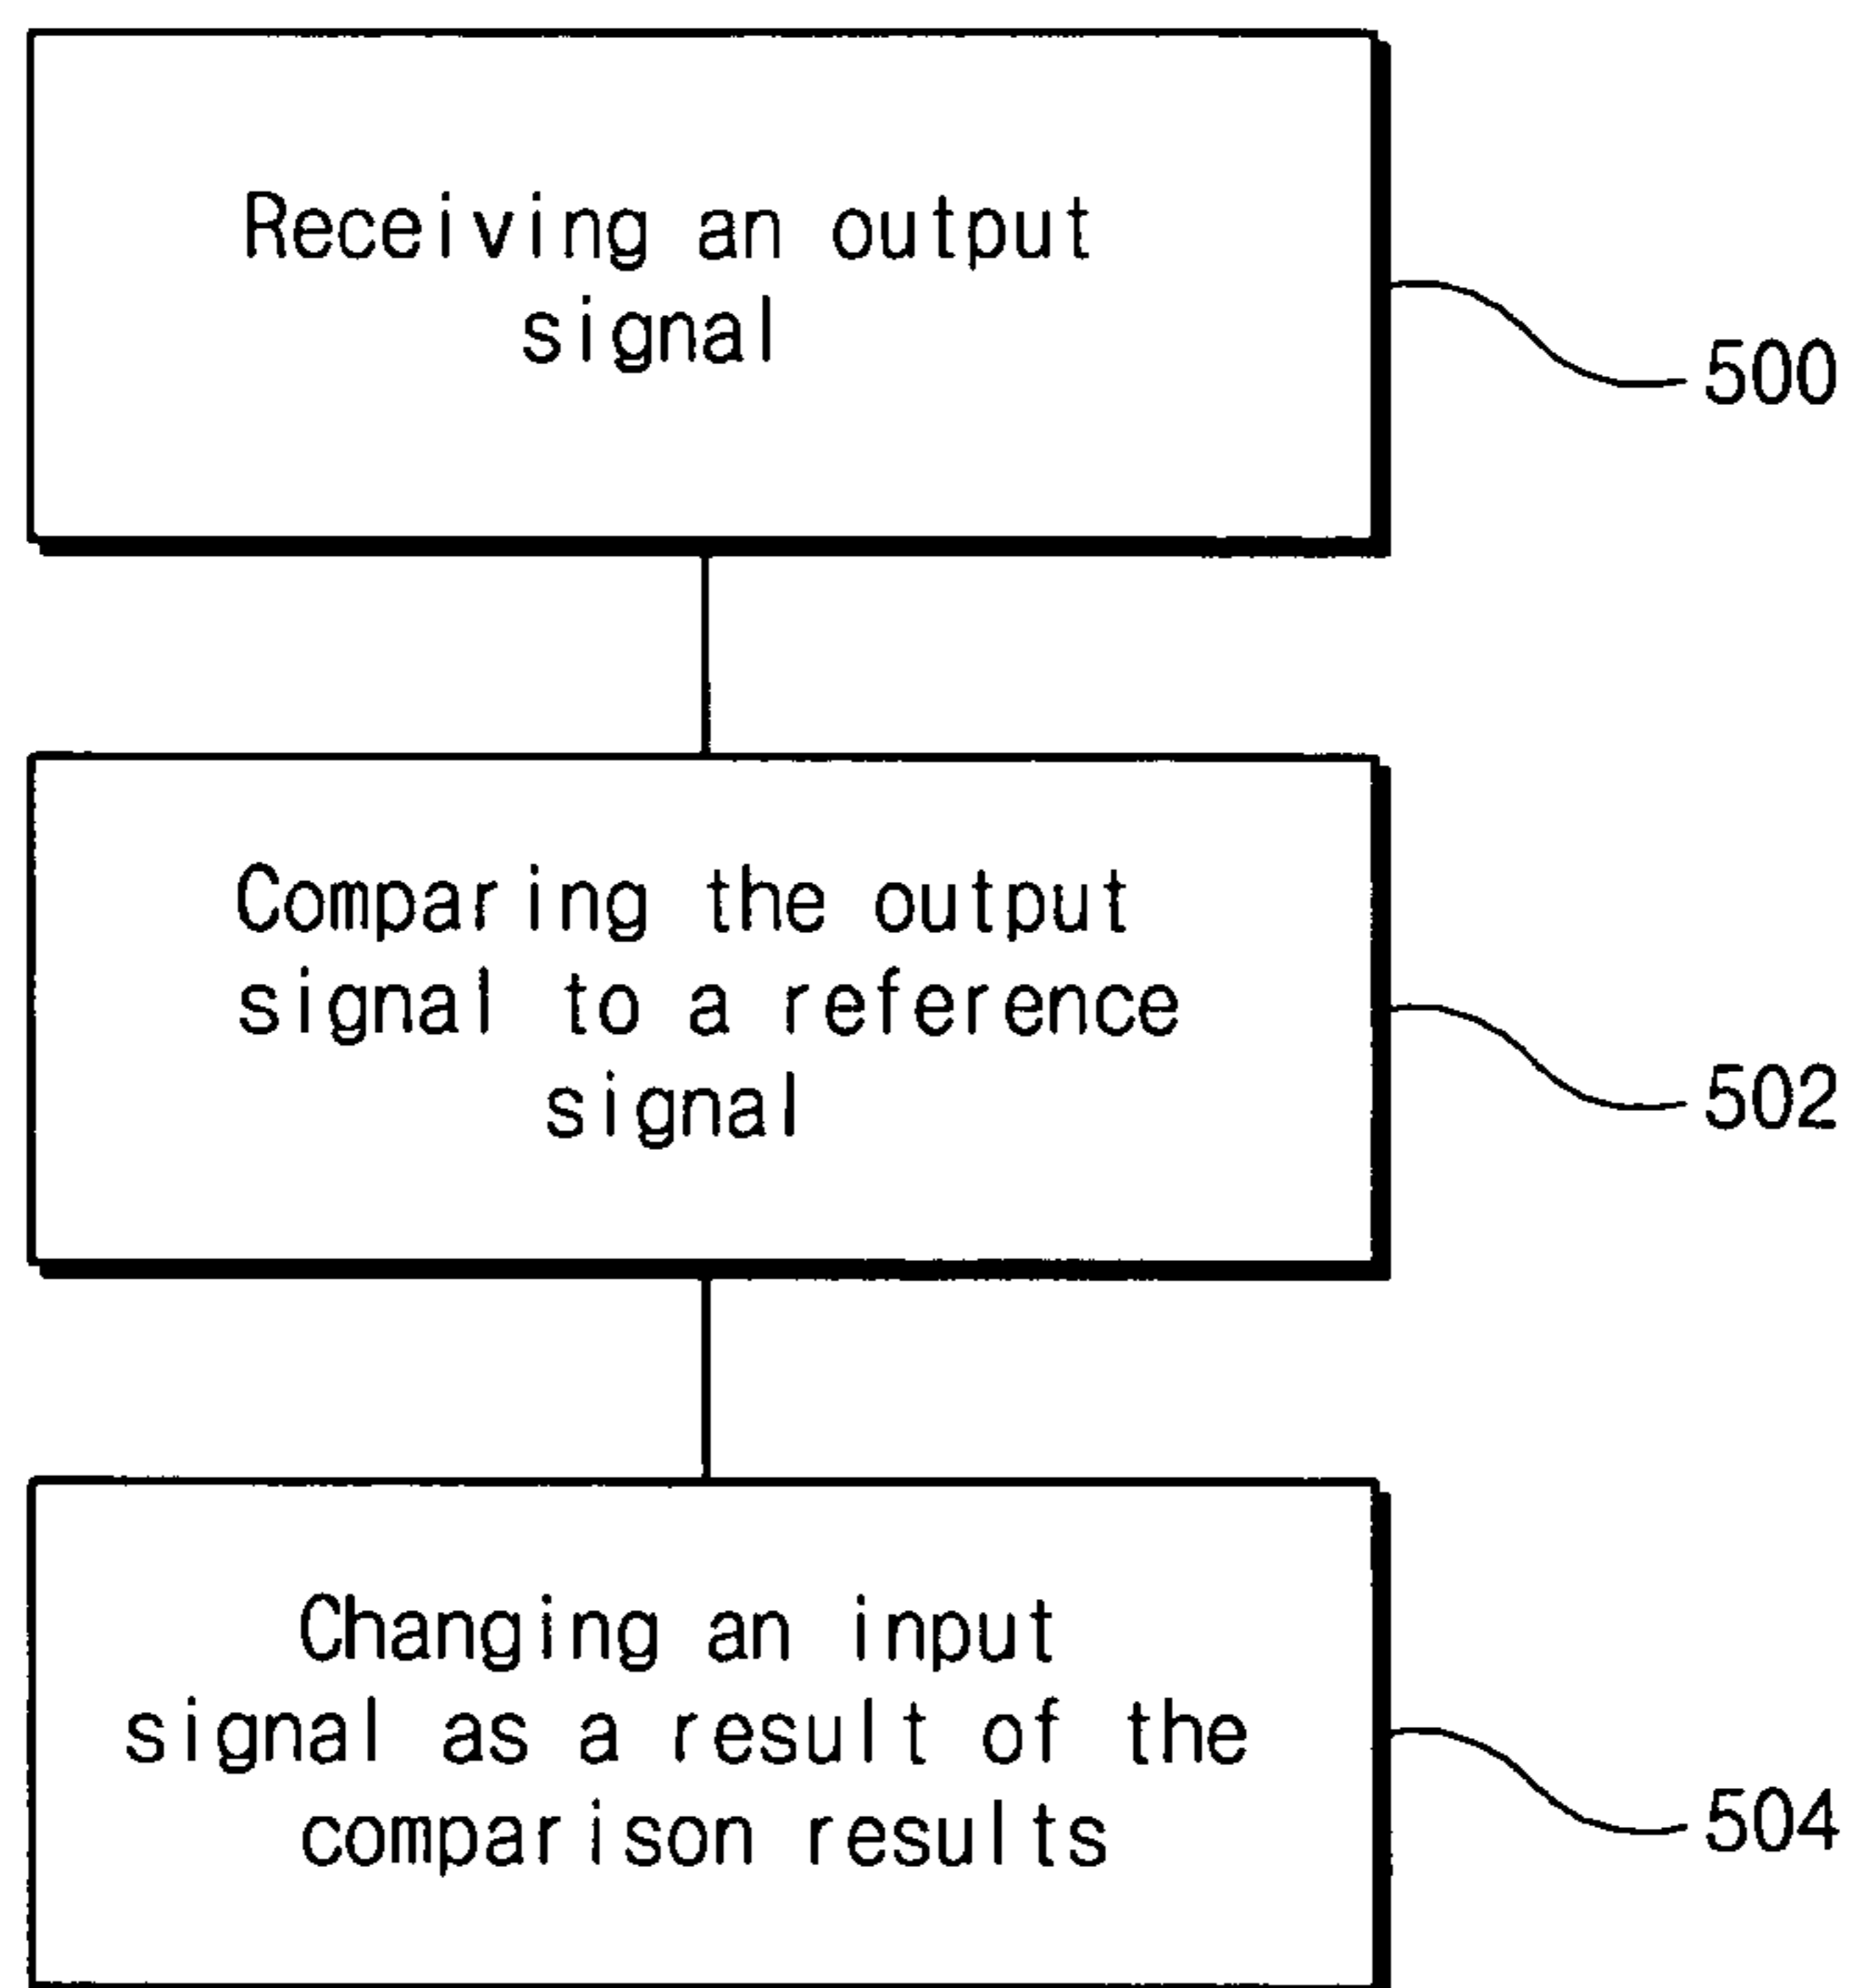 Receiving an output
signal
500
Comparing the output
signal to a reference
signal
502
Changing an input
signal as a result of the
comparison results
504